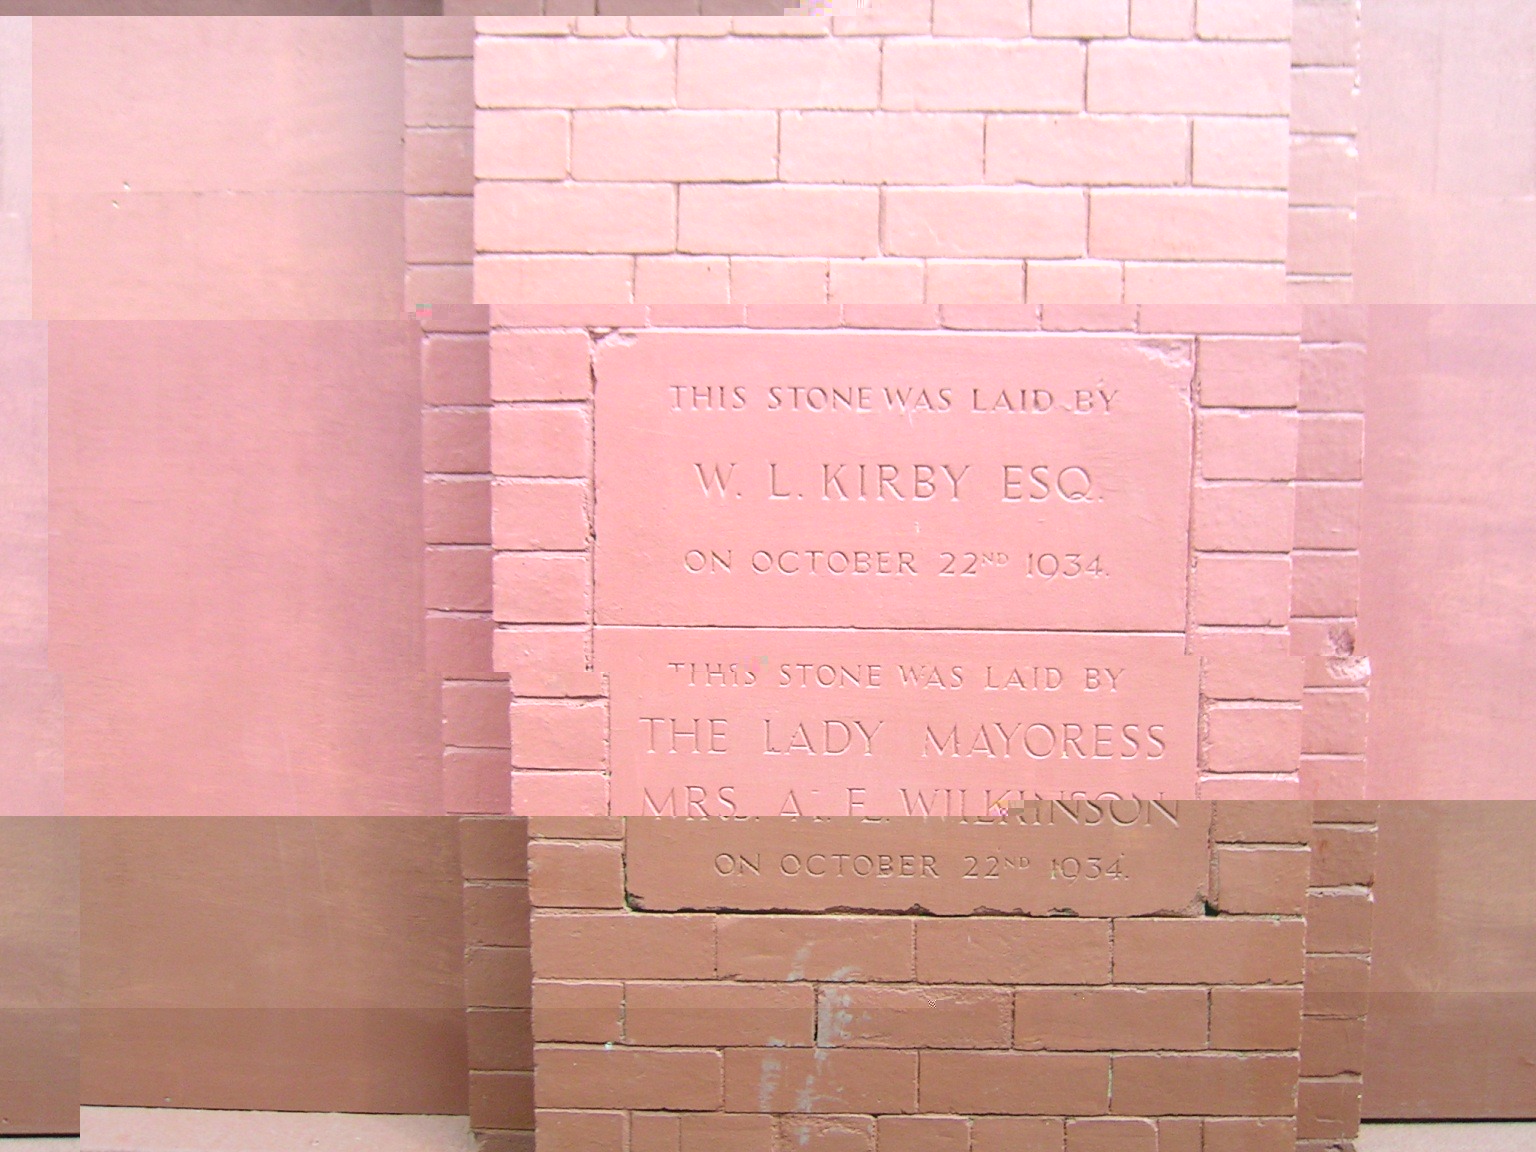 THIS STONE WAS LAID BY
W. L. KIRBY ESQ.
ON OCTOBER 22ND 1934.
THIS STONE WAS LAID BY
THE LADY MAYORESS
MRS. A. E. WILKINSON
ON OCTOBER 22ND 1934.